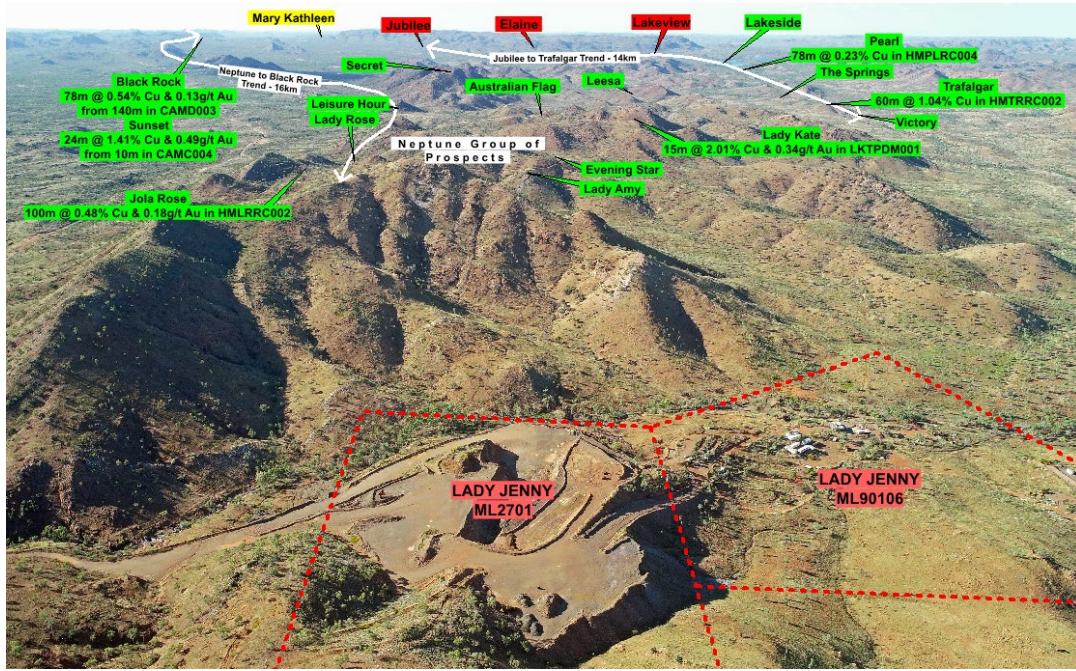 Mary Kathleen
Jubilee
Elaine
Lakeview
Lakeside
Pearl
78m @ 0.23% Cu in HMPLRC004
Jubilee to Trafalgar Trend - 14km
Neptune to Black Rock
Trend - 16km
Secret
The Springs
Black Rock
78m @ 0.54% Cu & 0.13g/t Au
from 140m in CAMD003
Australian Flag
Leesa
Trafalgar
60m @ 1.04% Cu in HMTRRC002
Leisure Hour
Lady Rose
Victory
Sunset
24m @ 1.41% Cu & 0.49g/t Au
from 10m in CAMC004
Neptune Group of
Prospects
Lady Kate
15m @ 2.01% Cu & 0.34g/t Au in LKTPDM001
Evening Star
Lady Amy
Jola Rose
100m @ 0.48% Cu & 0.18g/t Au in HMLRRC002
LADY JENNY
ML2701
LADY JENNY
ML90106